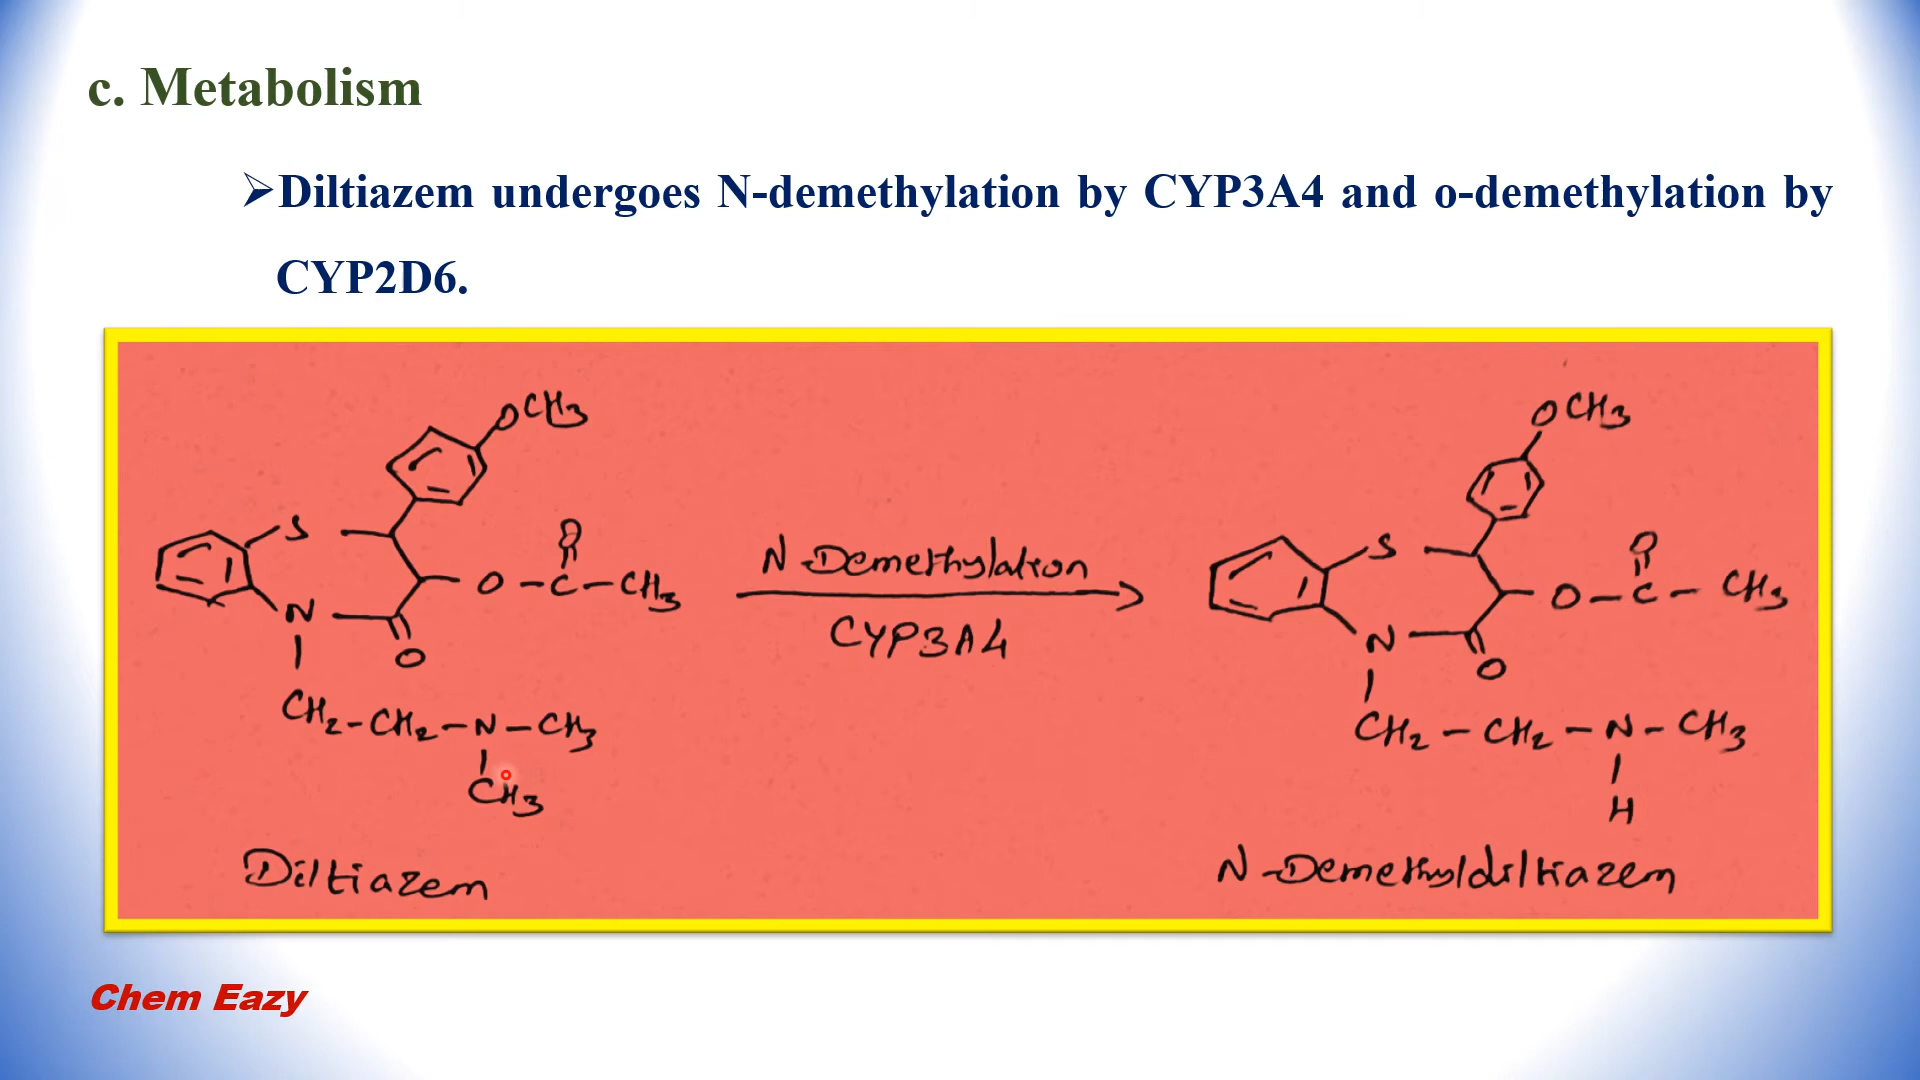 c. Metabolism
➢Diltiazem undergoes N-demethylation by CYP3A4 and o-demethylation by
CYP2D6.
OCH3
S
O
O-C-CH3
N
O
CH2-CH2-N-CH3
CH3
Diltiazem
N-Demethylation
CYP3A4
OCH3
S
O
O-C-CH3
N
O
CH2-CH2-N-CH3
H
N-Demethyldiltiazem
Chem Eazy